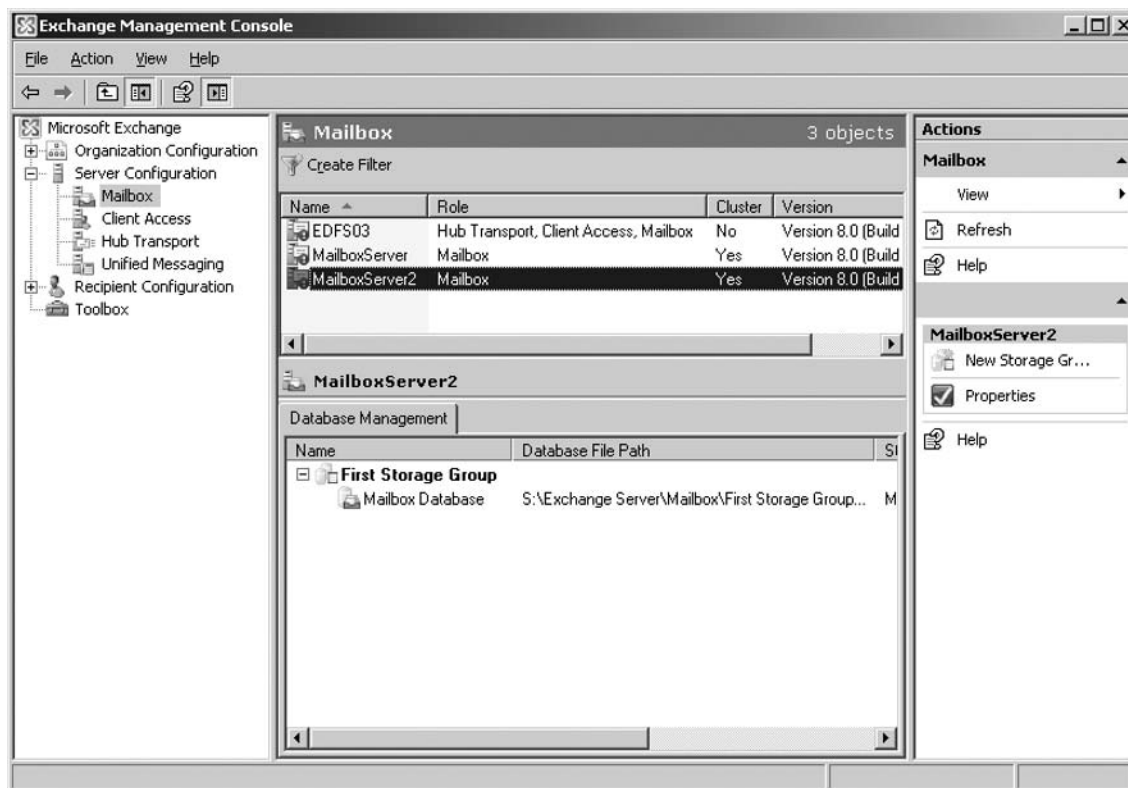 Exchange Management Console
File Action View Help
Microsoft Exchange
Organization Configuration
Server Configuration
Mailbox
Client Access
Hub Transport
Unified Messaging
Recipient Configuration
Toolbox
Mailbox 3 objects
Create Filter
Name Role Cluster Version
EDFS03 Hub Transport, Client Access, Mailbox No Version 8.0 (Build
MailboxServer Mailbox Yes Version 8.0 (Build
MailboxServer2 Mailbox Yes Version 8.0 (Build
MailboxServer2
Database Management
Name Database File Path St
First Storage Group
Mailbox Database S:\Exchange Server\Mailbox\First Storage Group... M
Actions
Mailbox
View
Refresh
Help
MailboxServer2
New Storage Gr...
Properties
Help